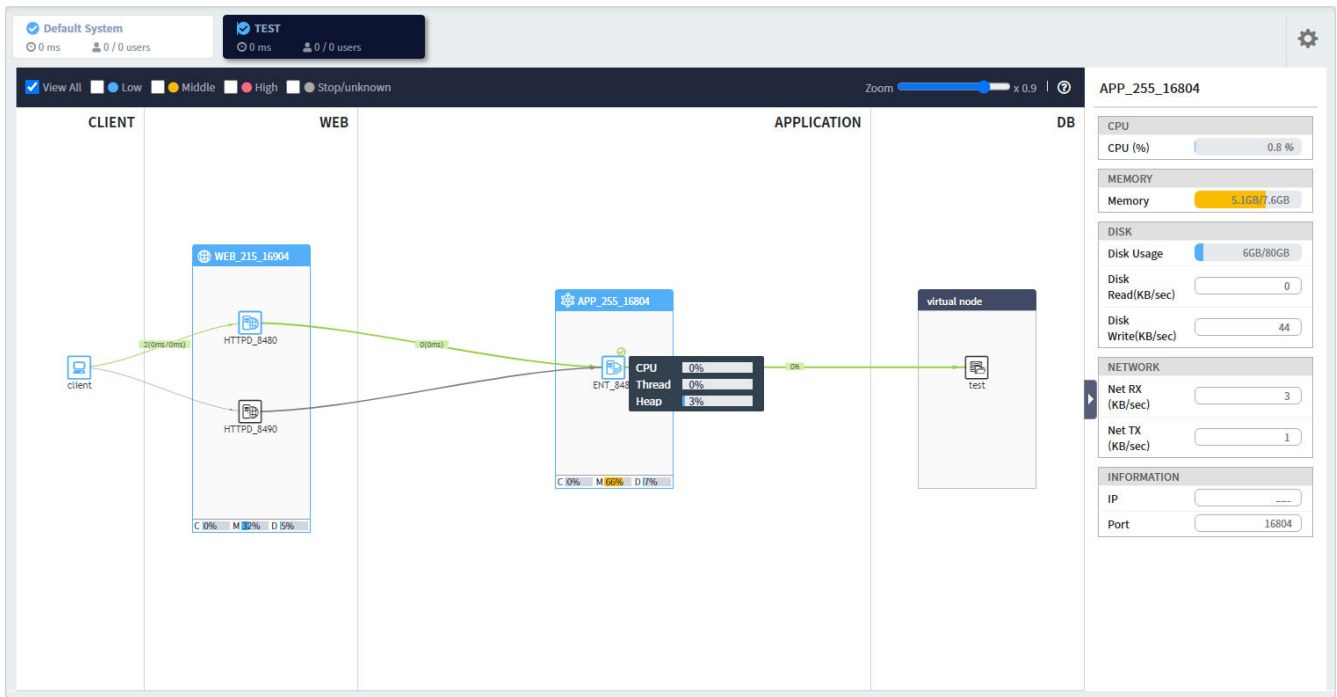 Default System
0 ms 0 / 0 users
TEST
0 ms 0 / 0 users
View All Low Middle High Stop/unknown
Zoom x 0.9
CLIENT
WEB
APPLICATION
DB
WEB_215_16904
HTTPD_8480
HTTPD_8490
C 0% M 32% D 5%
client
2(0ms/0ms)
0(0ms)
APP_255_16804
ENT_848
CPU 0%
Thread 0%
Heap 3%
C 0% M 66% D 7%
0%
virtual node
test
APP_255_16804
CPU
CPU (%) 0.8 %
MEMORY
Memory 5.1GB/7.6GB
DISK
Disk Usage 6GB/80GB
Disk
Read(KB/sec) 0
Disk
Write(KB/sec) 44
NETWORK
Net RX
(KB/sec) 3
Net TX
(KB/sec) 1
INFORMATION
IP
Port 16804